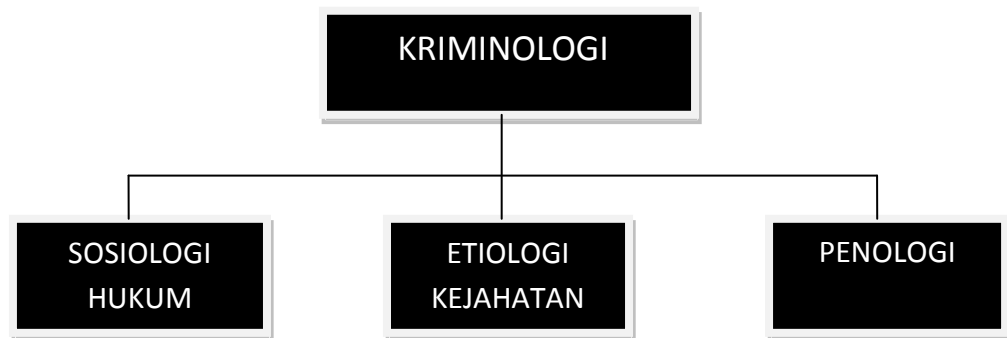 KRIMINOLOGI
SOSIOLOGI
HUKUM
ETIOLOGI
KEJAHATAN
PENOLOGI